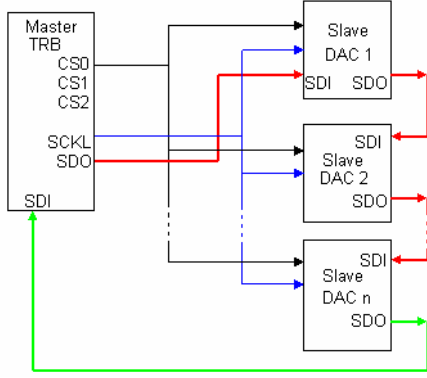 Master
TRB
CS0
CS1
CS2
SCKL
SDO
SDI
Slave
DAC 1
SDI SDO
SDI
Slave
DAC 2
SDO
SDI
Slave
DAC n
SDO